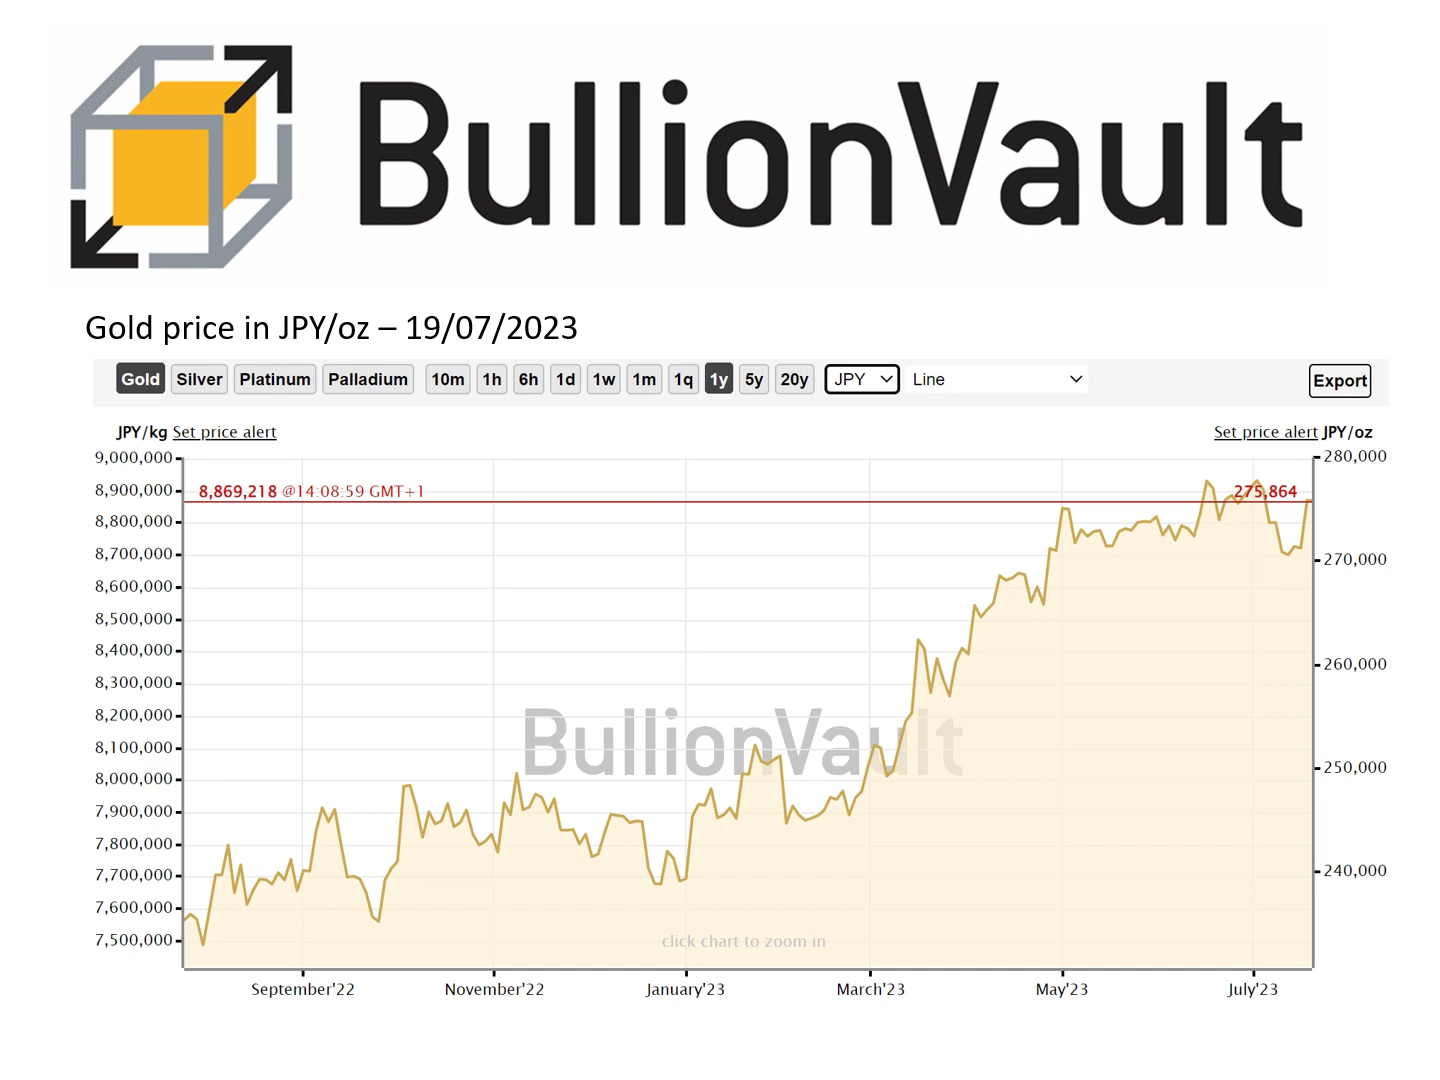 BullionVault
Gold price in JPY/oz – 19/07/2023
Gold Silver Platinum Palladium 10m 1h 6h 1d 1w 1m 1q 1y 5y 20y JPY Line Export
JPY/kg Set price alert Set price alert JPY/oz
9,000,000 280,000
8,869,218 @14:08:59 GMT+1 275,864
8,900,000
8,800,000
8,700,000 270,000
8,600,000
8,500,000
8,400,000
8,300,000 260,000
8,200,000
BullionVault
8,100,000
8,000,000 250,000
7,900,000
7,800,000
7,700,000 240,000
7,600,000
7,500,000
click chart to zoom in
September'22 November'22 January'23 March'23 May'23 July'23